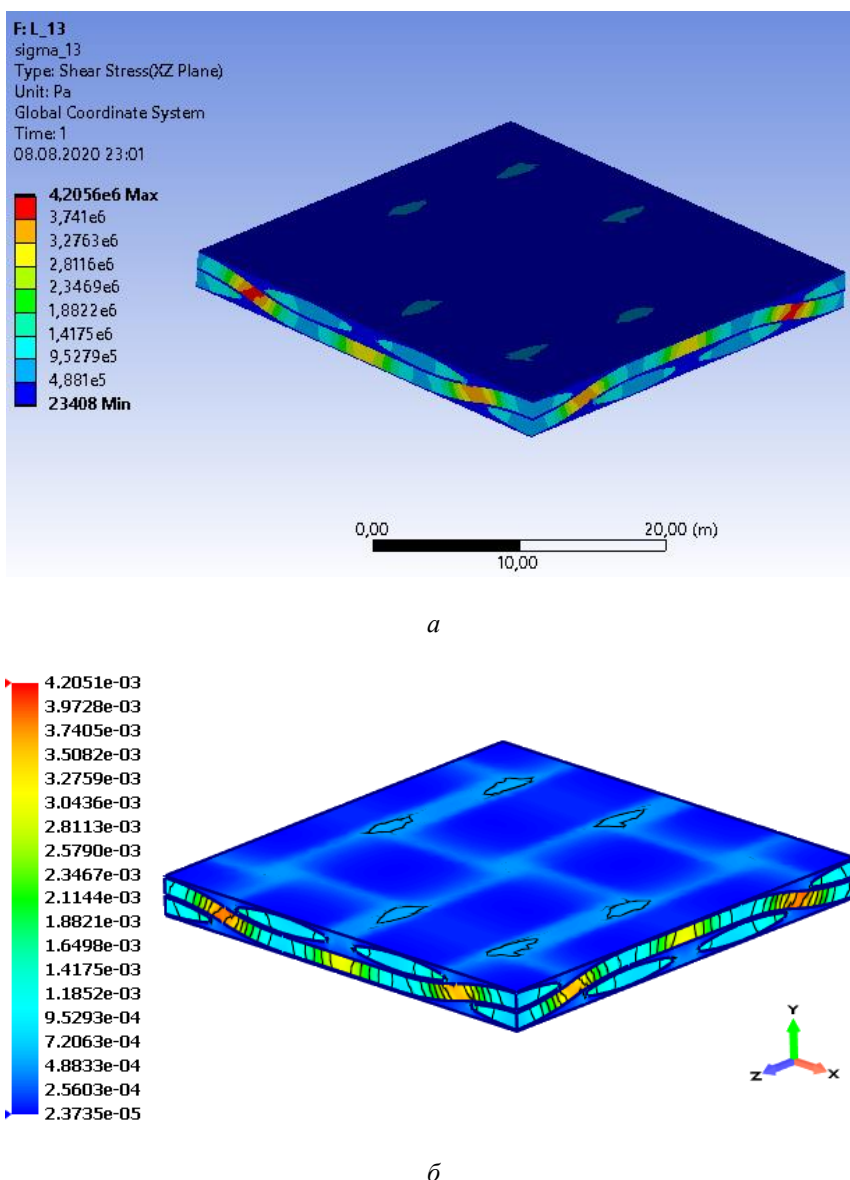 F: L_13
sigma_13
Type: Shear Stress(XZ Plane)
Unit: Pa
Global Coordinate System
Time: 1
08.08.2020 23:01
4,2056e6 Max
3,741e6
3,2763e6
2,8116e6
2,3469e6
1,8822e6
1,4175e6
9,5279e5
4,881e5
23408 Min
0,00
20,00 (m)
10,00
а
4.2051e-03
3.9728e-03
3.7405e-03
3.5082e-03
3.2759e-03
3.0436e-03
2.8113e-03
2.5790e-03
2.3467e-03
2.1144e-03
1.8821e-03
1.6498e-03
1.4175e-03
1.1852e-03
9.5293e-04
7.2063e-04
4.8833e-04
2.5603e-04
2.3735e-05
Y
Z
X
б